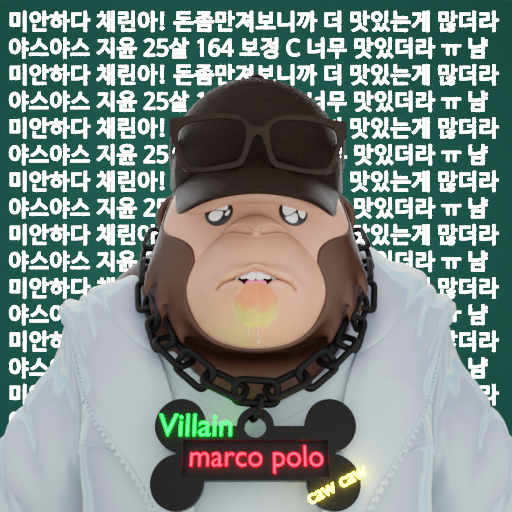 미안하다 채린아! 돈좀만져보니까 더 맛있는게 많더라
야스야스 지윤 25살 164 보경 C 너무 맛있더라 ㅠ 남
미안하다 채린아! 돈좀만져보니까 더 맛있는게 많더라
야스야스 지윤 25살 너무 맛있더라 ㅠ 남
미안하다 채린아! 맛있는게 많더라
야스야스 지윤 25 맛있더라 ㅠ 남
미안하다 채린아! 맛있는게 많더라
야스야스 지윤 맛있더라 ㅠ 남
미안하다 채린아 맛있는게 많더라
야스야스 지윤 맛있더라 ㅠ 남
미안하다 많더라
야스야스 ㅠ 남
미안하다
Villain
marco polo
caw caw